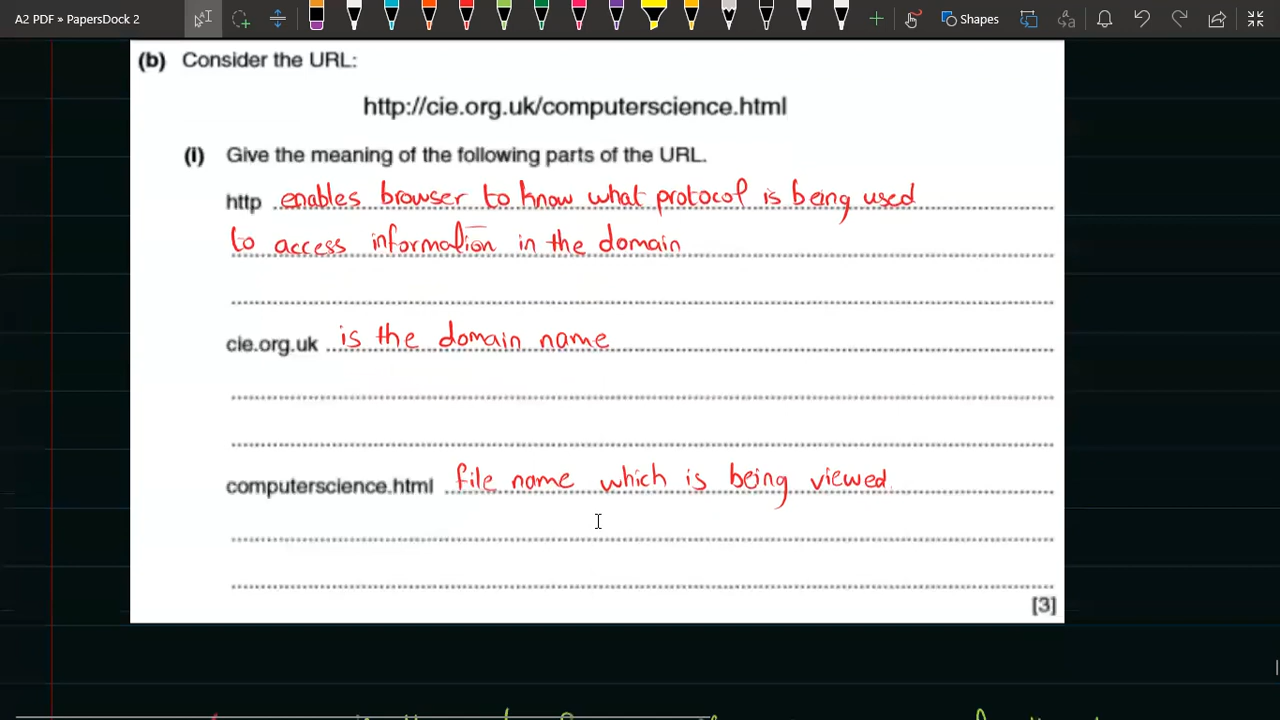 A2 PDF » PapersDock 2
Shapes
(b) Consider the URL:
http://cie.org.uk/computerscience.html
(i) Give the meaning of the following parts of the URL.
http enables browser to know what protocol is being used
to access information in the domain
cie.org.uk is the domain name
computerscience.html file name which is being viewed
[3]